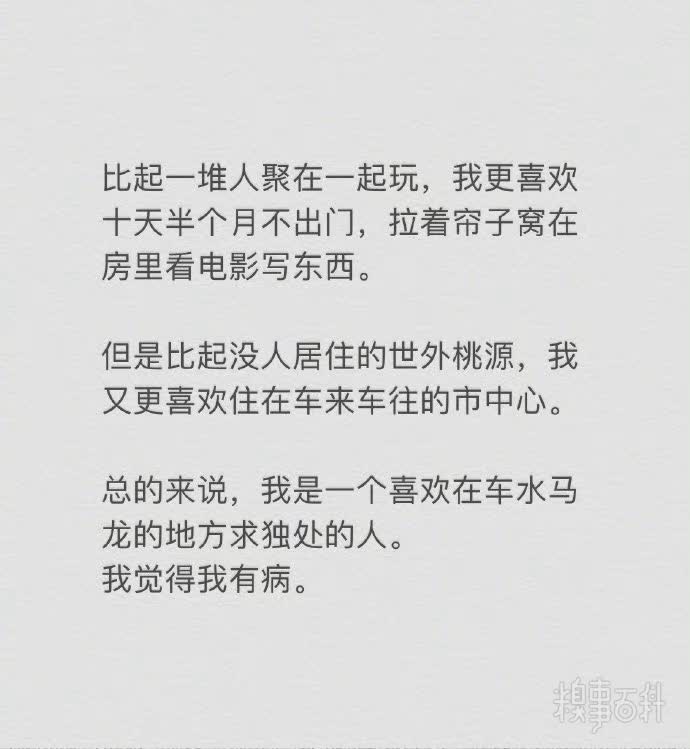 比起一堆人聚在一起玩，我更喜欢
十天半个月不出门，拉着帘子窝在
房里看电影写东西。
但是比起没人居住的世外桃源，我
又更喜欢住在车来车往的市中心。
总的来说，我是一个喜欢在车水马
龙的地方求独处的人。
我觉得我有病。
糗事百科